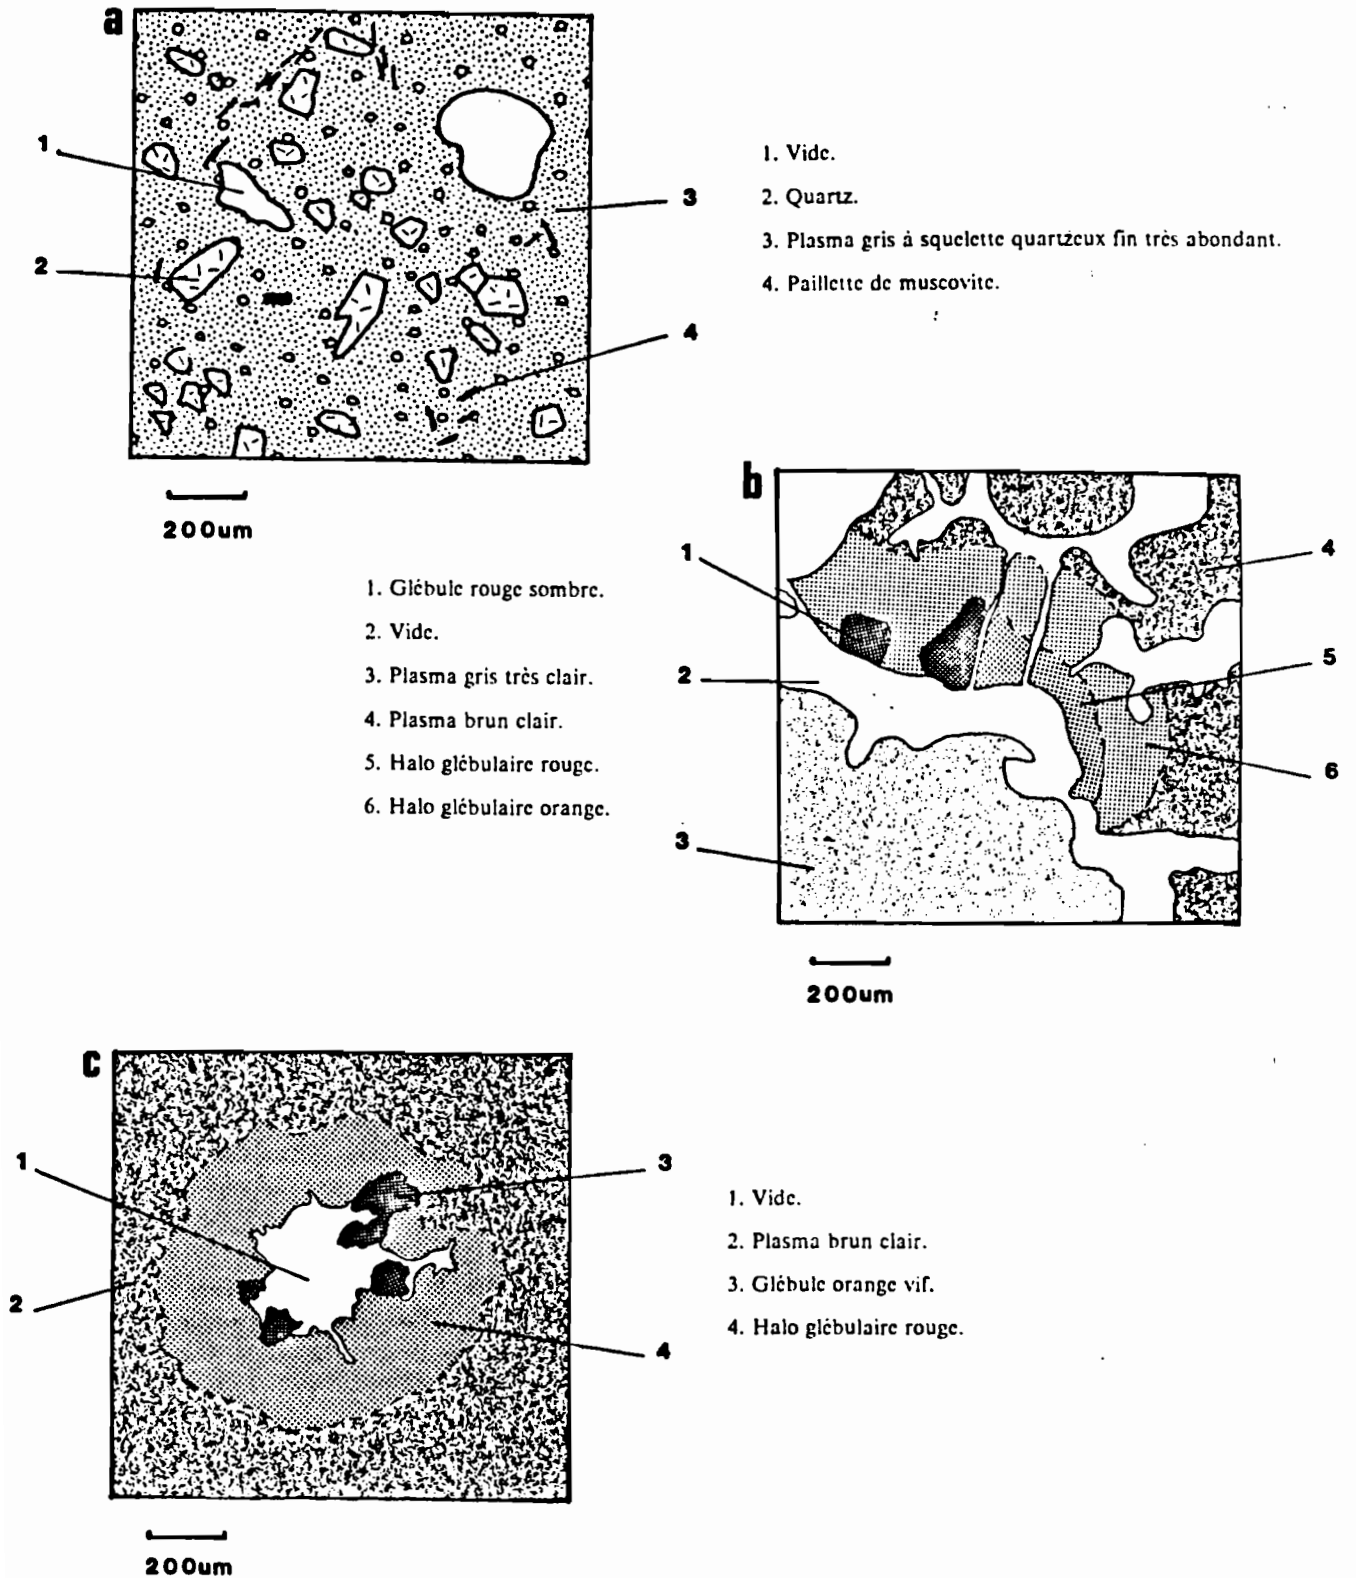 a
1
2
3
4
1. Vide.
2. Quartz.
3. Plasma gris à squelette quartzeux fin très abondant.
4. Paillette de muscovite.
200um
b
1
2
3
4
5
6
1. Glébule rouge sombre.
2. Vide.
3. Plasma gris très clair.
4. Plasma brun clair.
5. Halo glébulaire rouge.
6. Halo glébulaire orange.
200um
c
1
2
3
4
1. Vide.
2. Plasma brun clair.
3. Glébule orange vif.
4. Halo glébulaire rouge.
200um